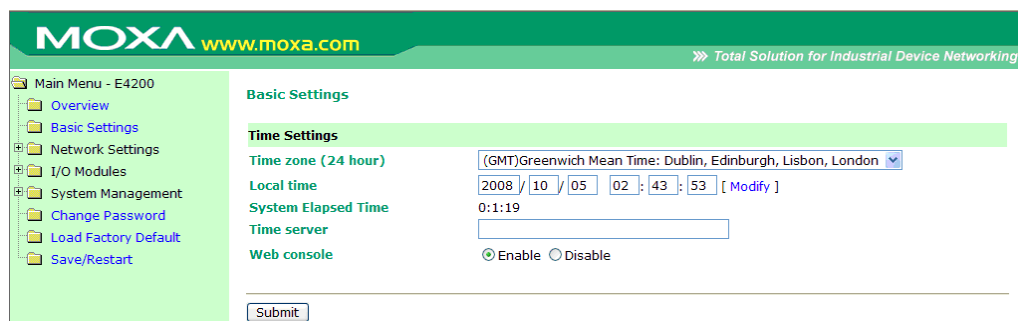 MOXA www.moxa.com
Total Solution for Industrial Device Networking
Main Menu - E4200
Overview
Basic Settings
Network Settings
I/O Modules
System Management
Change Password
Load Factory Default
Save/Restart
Basic Settings
Time Settings
Time zone (24 hour) (GMT)Greenwich Mean Time: Dublin, Edinburgh, Lisbon, London
Local time 2008 / 10 / 05 02 : 43 : 53 [ Modify ]
System Elapsed Time 0:1:19
Time server
Web console Enable Disable
Submit